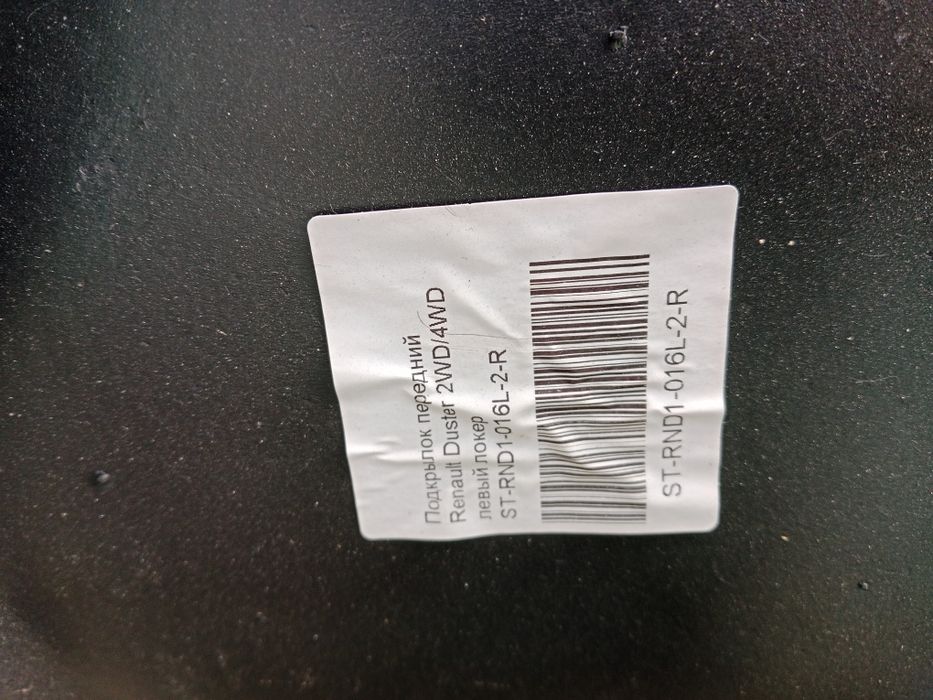 Подкрылок передний
Renault Duster 2WD/4WD
левый локер
ST-RND1-016L-2-R
ST-RND1-016L-2-R